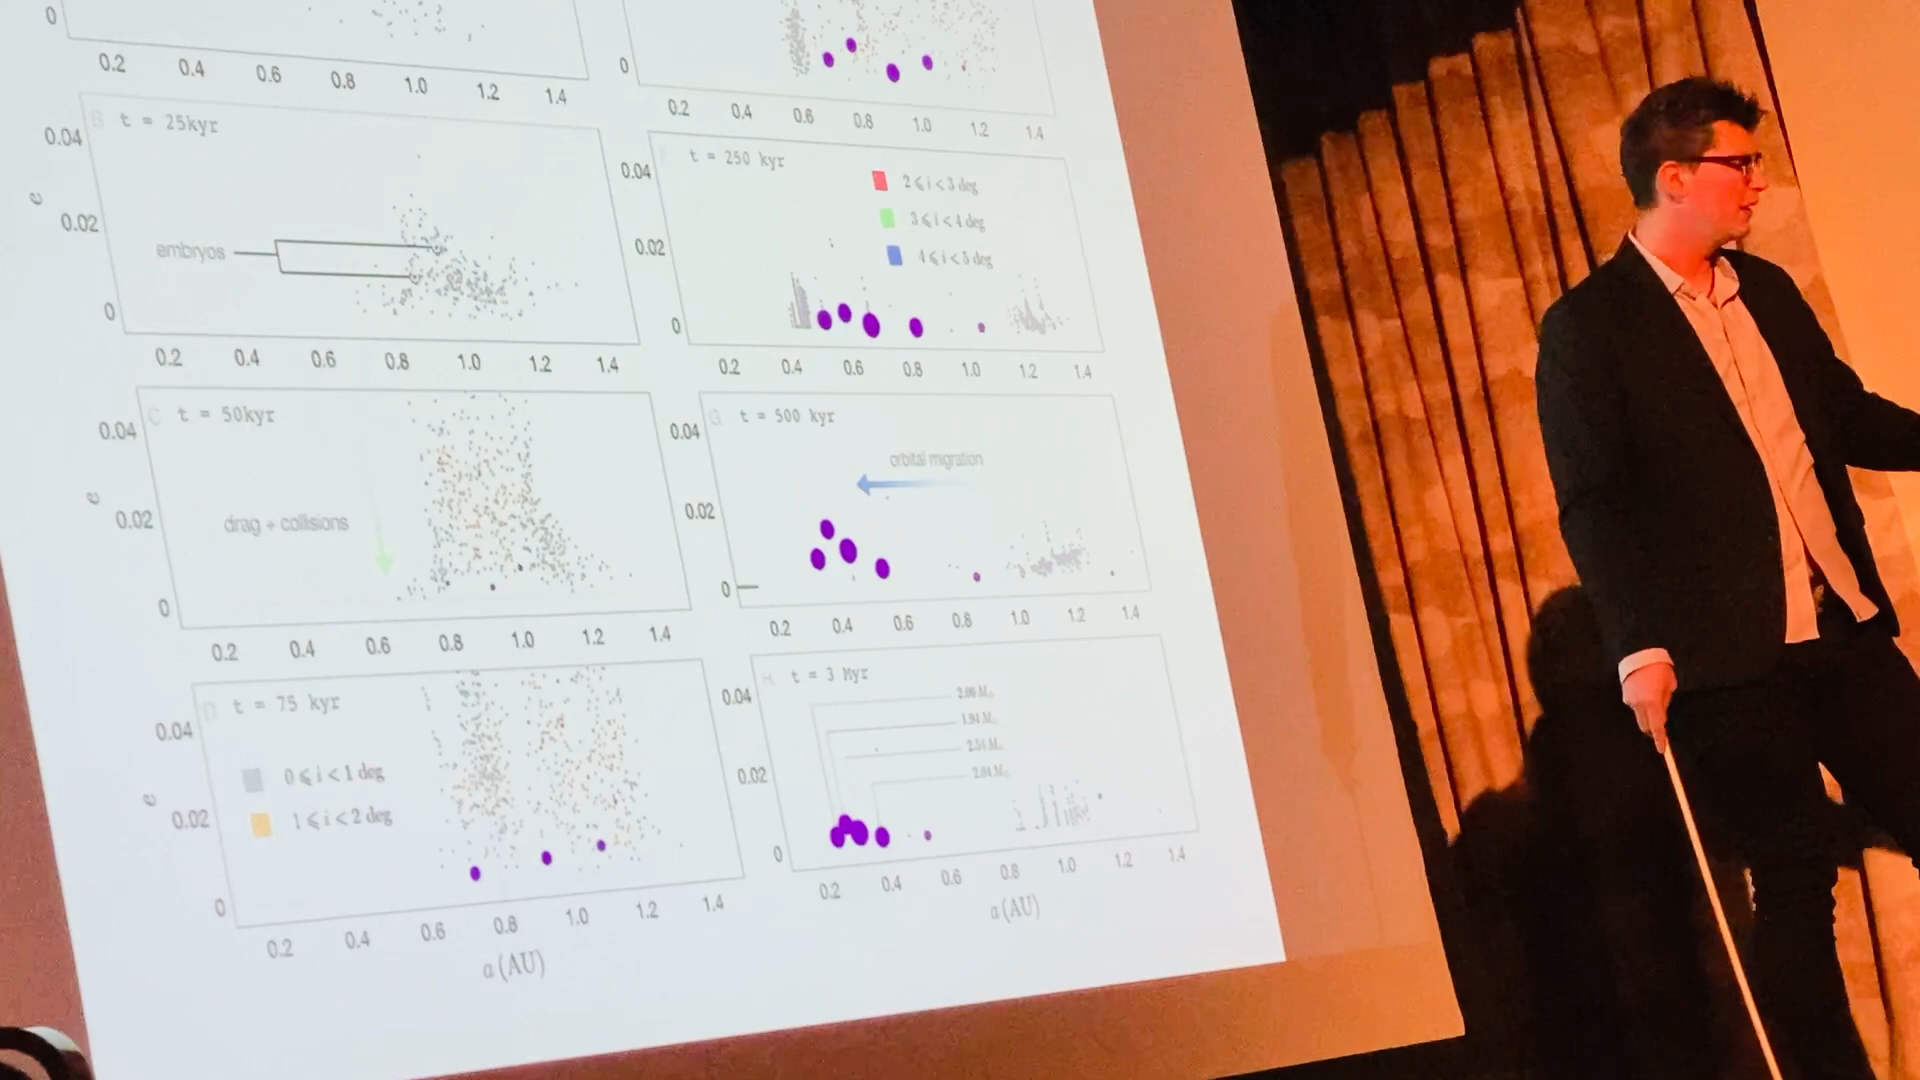 0
0.2 0.4 0.6 0.8 1.0 1.2 1.4
B t = 25kyr
0.04
e
0.02
embryos
0
0.2 0.4 0.6 0.8 1.0 1.2 1.4
C t = 50kyr
0.04
e
0.02
drag + collisions
0
0.2 0.4 0.6 0.8 1.0 1.2 1.4
D t = 75 kyr
0.04
e
0 ⩽ i < 1 deg
0.02
1 ⩽ i < 2 deg
0
0.2 0.4 0.6 0.8 1.0 1.2 1.4
a (AU)
0
0.2 0.4 0.6 0.8 1.0 1.2 1.4
t = 250 kyr
0.04
2 ⩽ i < 3 deg
3 ⩽ i < 4 deg
0.02
4 ⩽ i < 5 deg
0
0.2 0.4 0.6 0.8 1.0 1.2 1.4
G t = 500 kyr
0.04
orbital migration
0.02
0
0.2 0.4 0.6 0.8 1.0 1.2 1.4
H t = 3 Myr
0.04
0.02
0
0.2 0.4 0.6 0.8 1.0 1.2 1.4
a (AU)